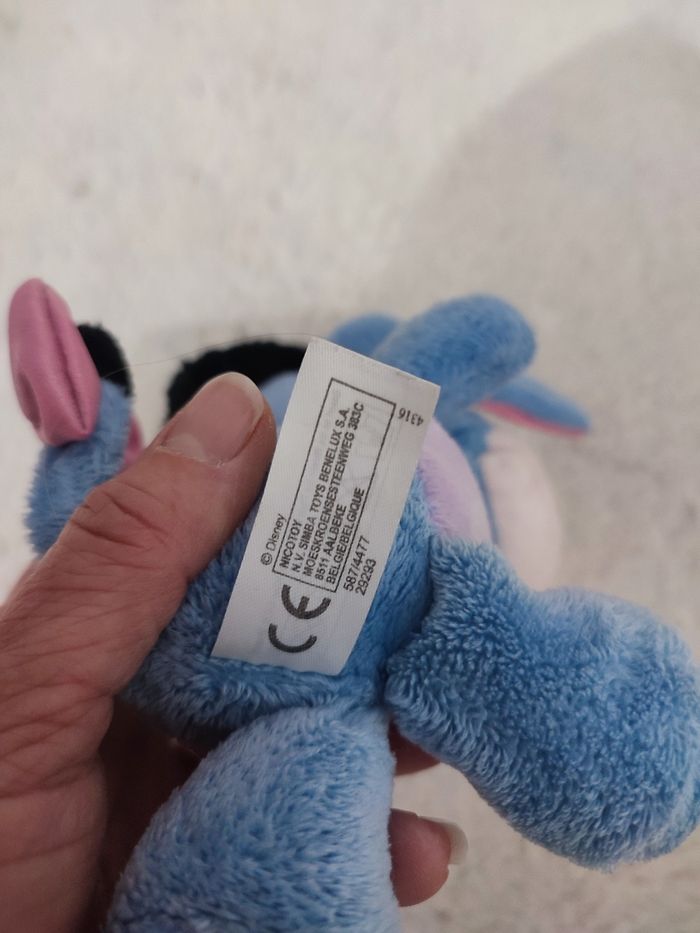 © Disney
NICOTOY
N.V. SIMBA TOYS BENELUX S.A.
MOESKROENSESTEENWEG 383C
8511 AALBEKE
BELGIE/BELGIQUE
587/4477
29293
CE
4316